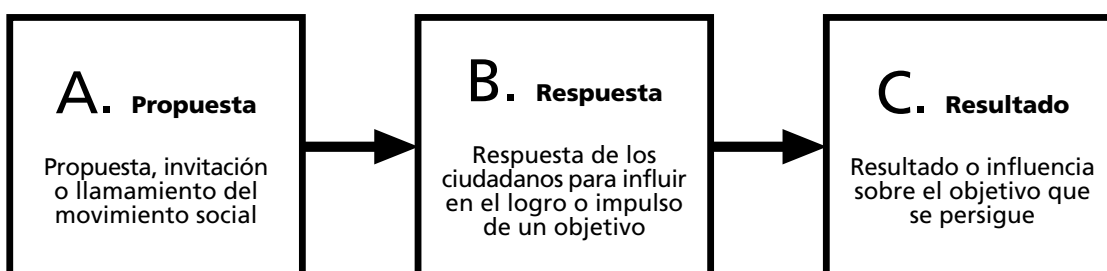 A. Propuesta
Propuesta, invitación
o llamamiento del
movimiento social
B. Respuesta
Respuesta de los
ciudadanos para influir
en el logro o impulso
de un objetivo
C. Resultado
Resultado o influencia
sobre el objetivo que
se persigue